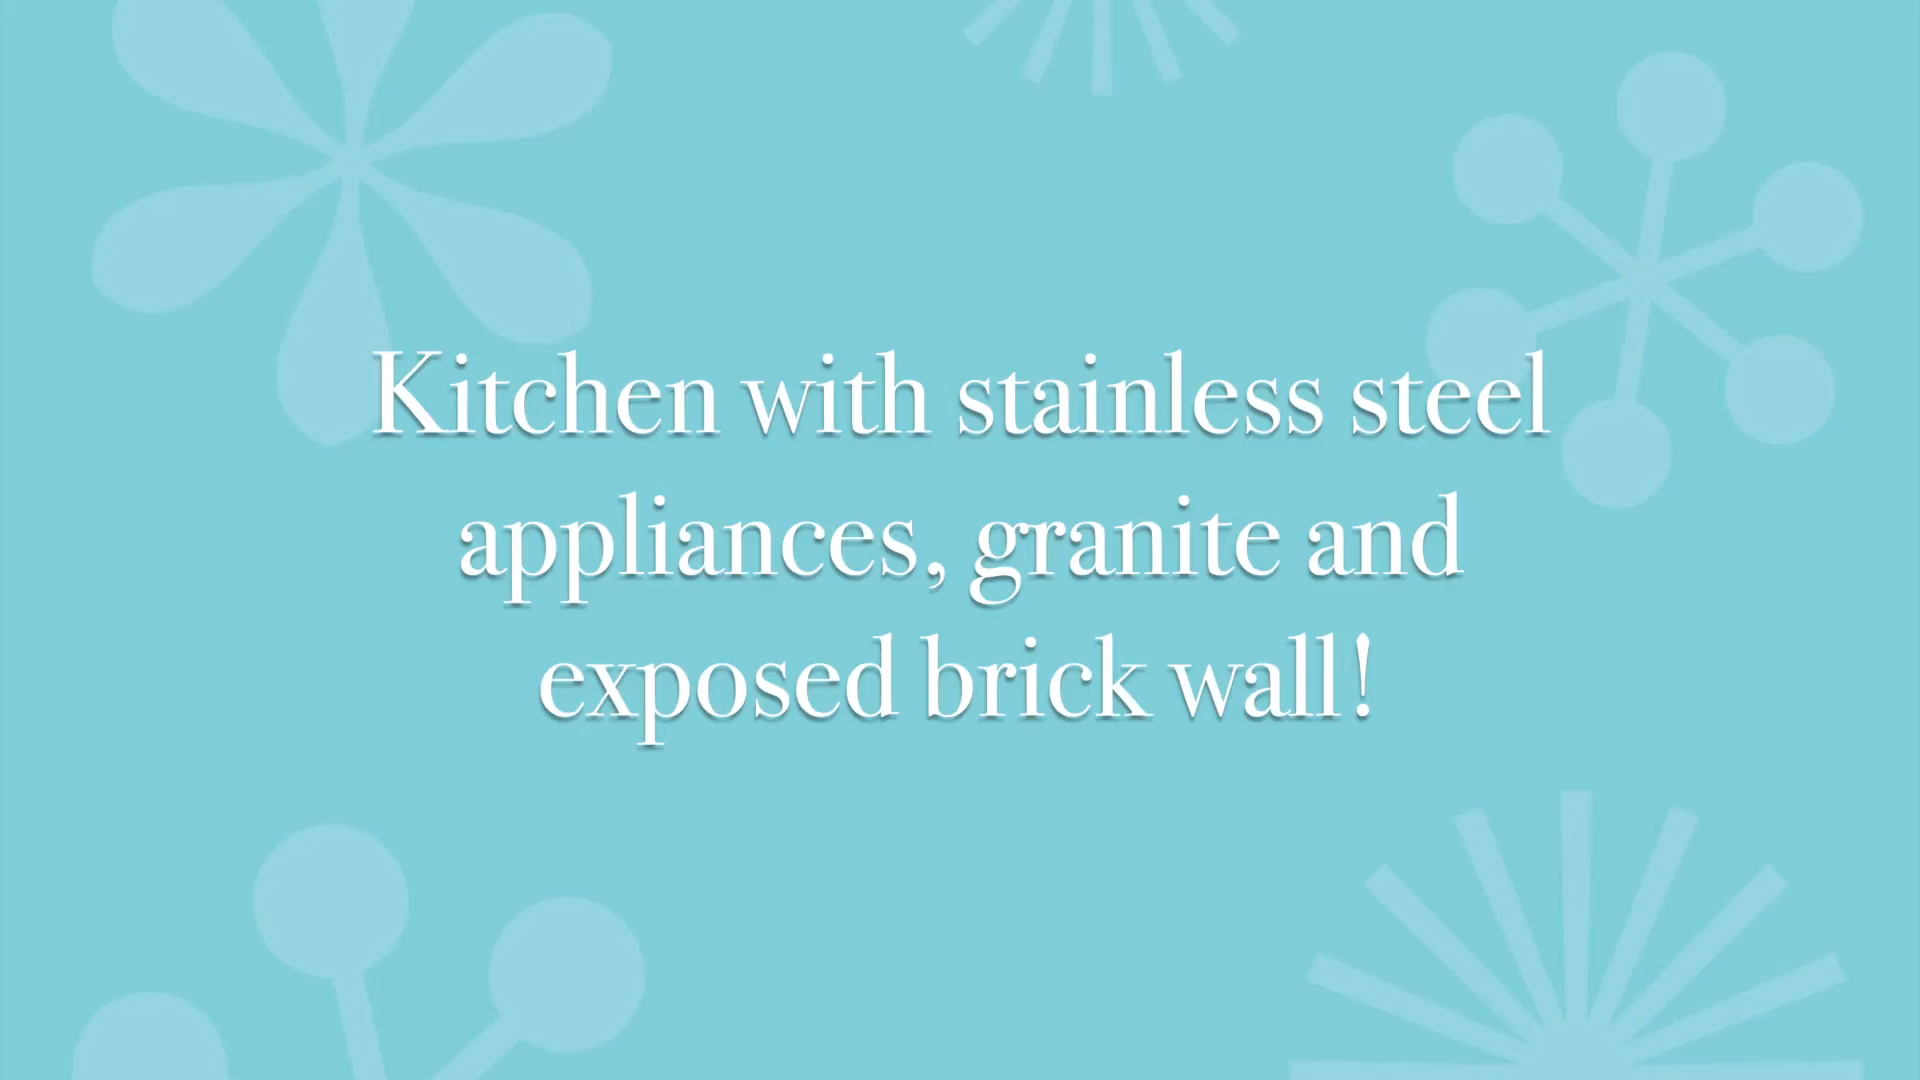 Kitchen with stainless steel
appliances, granite and
exposed brick wall!